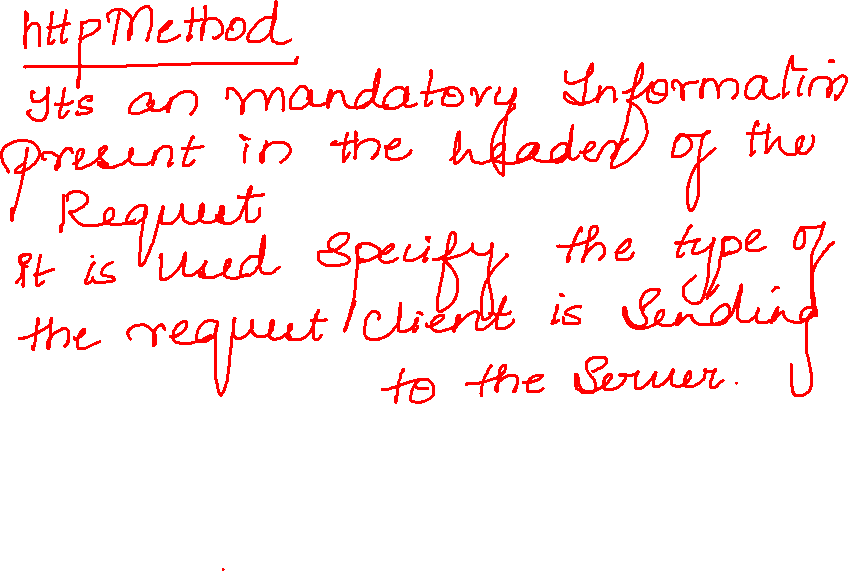 httpMethod
Its an mandatory Information
present in the header of the
Request
It is used specify the type of
the request client is sending
to the server.